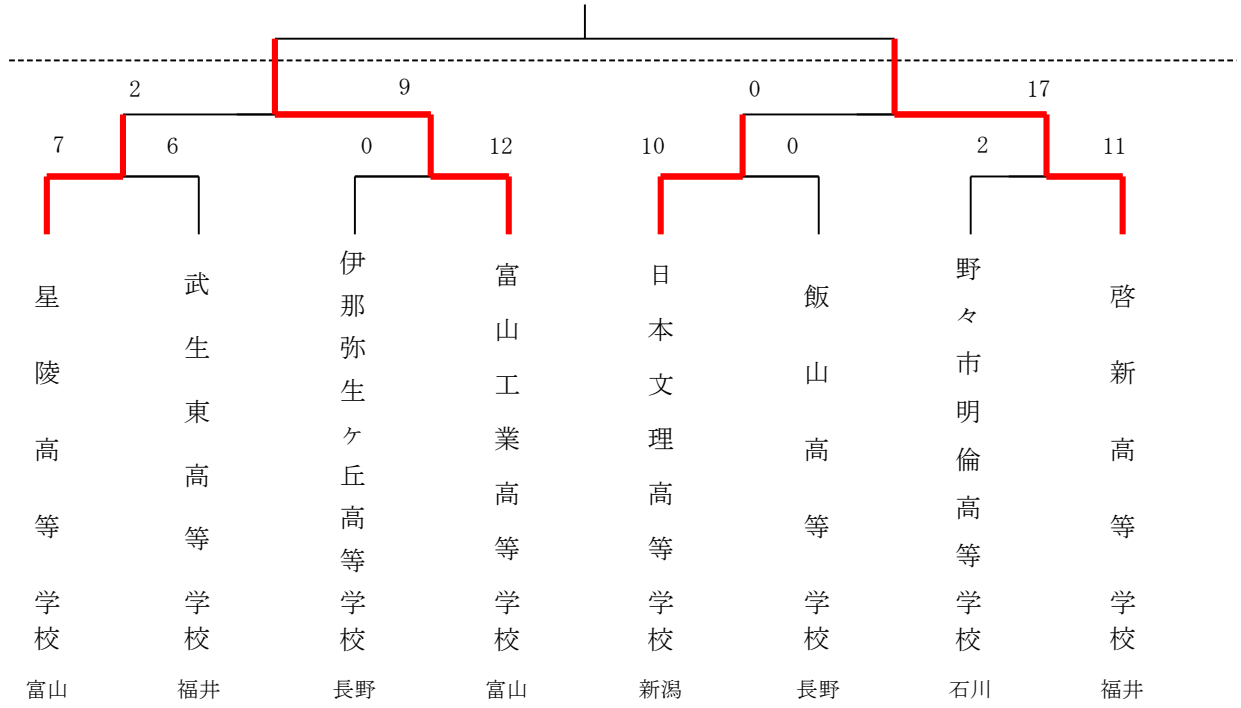 2 9 0 17
7 6 0 12 10 0 2 11
星陵高等学校
武生東高等学校
伊那弥生ケ丘高等学校
富山工業高等学校
日本文理高等学校
飯山高等学校
野々市明倫高等学校
啓新高等学校
富山 福井 長野 富山 新潟 長野 石川 福井